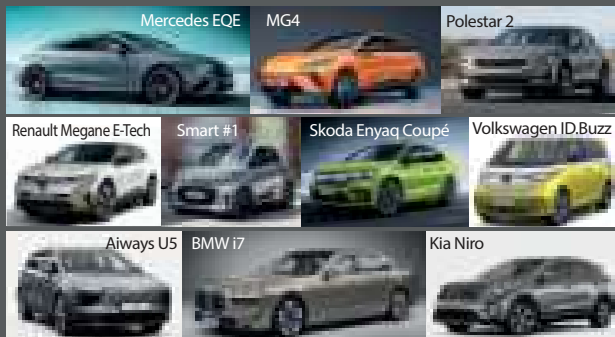 Mercedes EQE
MG4
Polestar 2
Renault Megane E-Tech
Smart #1
Skoda Enyaq Coupé
Volkswagen ID.Buzz
Aiways U5
BMW i7
Kia Niro